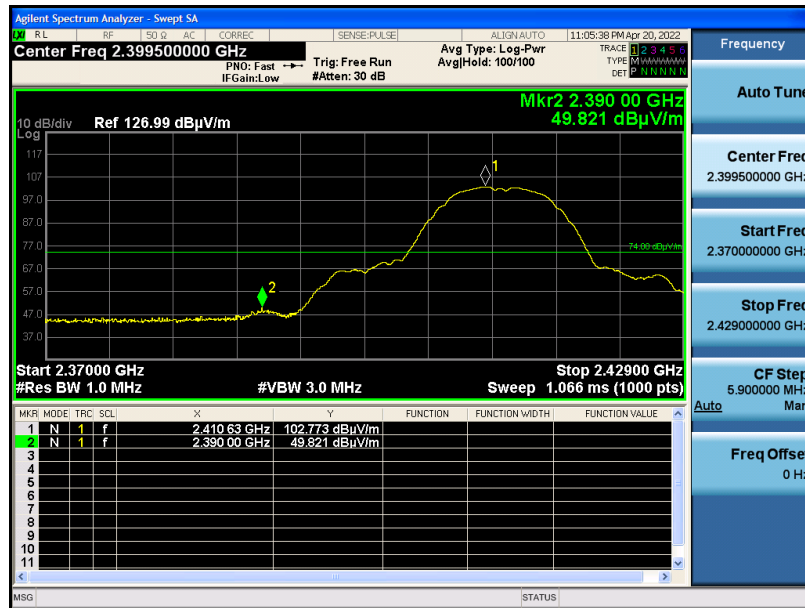 Agilent Spectrum Analyzer - Swept SA
LXI RL RF 50 Ω AC CORREC SENSE:PULSE ALIGN AUTO 11:05:38 PM Apr 20, 2022
Center Freq 2.399500000 GHz
PNO: Fast
IFGain:Low
Trig: Free Run
#Atten: 30 dB
Avg Type: Log-Pwr
Avg|Hold: 100/100
TRACE 1 2 3 4 5 6
TYPE M WWWWW
DET P N N N N N
Frequency
Mkr2 2.390 00 GHz
49.821 dBµV/m
10 dB/div
Log
Ref 126.99 dBµV/m
117
107
97.0
87.0
77.0
67.0
57.0
47.0
37.0
1
2
74.00 dBµV/m
Start 2.37000 GHz
Stop 2.42900 GHz
#Res BW 1.0 MHz
#VBW 3.0 MHz
Sweep 1.066 ms (1000 pts)
MKR MODE TRC SCL X Y FUNCTION FUNCTION WIDTH FUNCTION VALUE
1 N 1 f 2.410 63 GHz 102.773 dBµV/m
2 N 1 f 2.390 00 GHz 49.821 dBµV/m
3
4
5
6
7
8
9
10
11
MSG
STATUS
Auto Tune
Center Freq
2.399500000 GHz
Start Freq
2.370000000 GHz
Stop Freq
2.429000000 GHz
CF Step
5.900000 MHz
Auto Man
Freq Offset
0 Hz